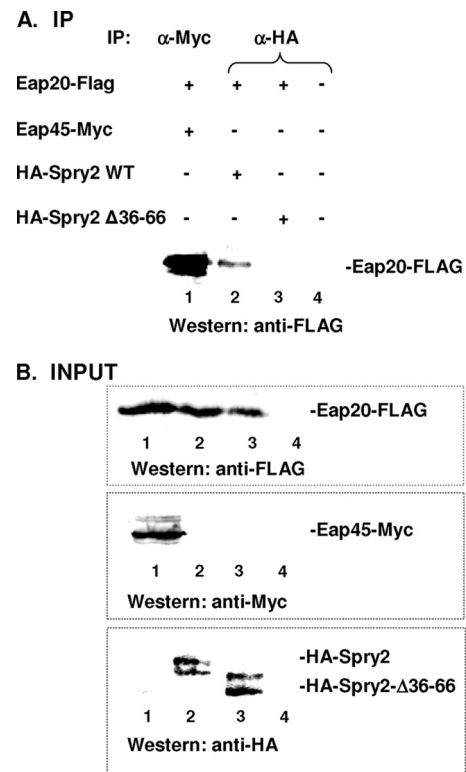 A. IP
IP: α-Myc α-HA
Eap20-Flag + + + -
Eap45-Myc + - - -
HA-Spry2 WT - + - -
HA-Spry2 Δ36-66 - - + -
-Eap20-FLAG
1 2 3 4
Western: anti-FLAG
B. INPUT
-Eap20-FLAG
1 2 3 4
Western: anti-FLAG
-Eap45-Myc
1 2 3 4
Western: anti-Myc
-HA-Spry2
-HA-Spry2-Δ36-66
1 2 3 4
Western: anti-HA